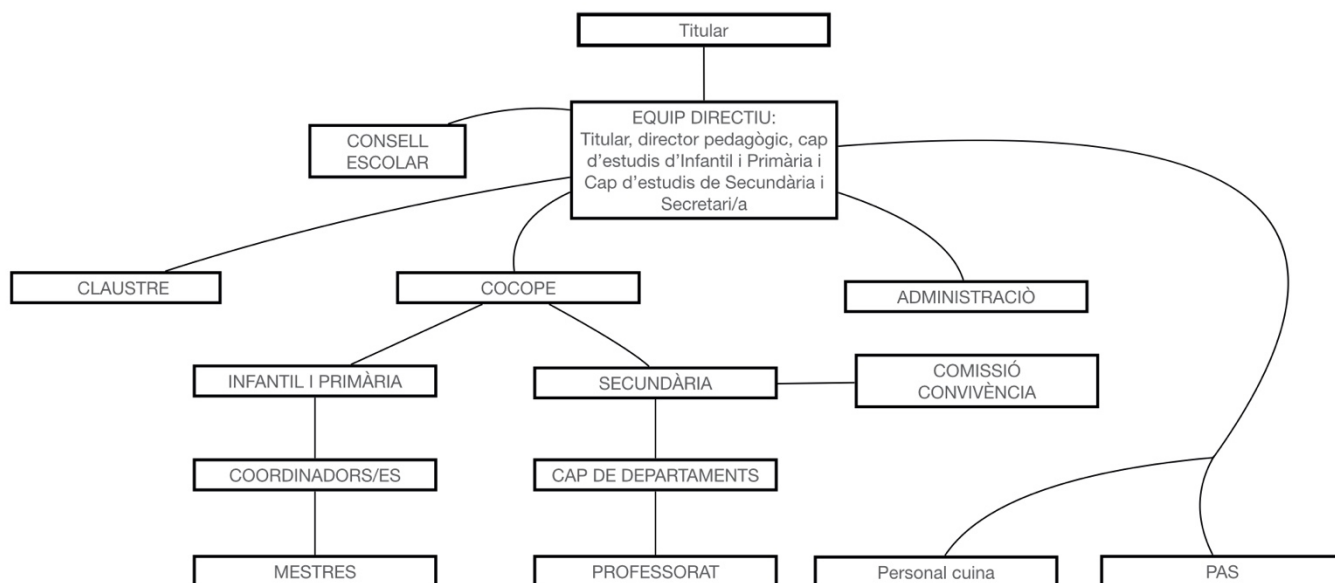 Titular
EQUIP DIRECTIU:
Titular, director pedagògic, cap
d'estudis d'Infantil i Primària i
Cap d'estudis de Secundària i
Secretari/a
CONSELL
ESCOLAR
CLAUSTRE
COCOPE
ADMINISTRACIÒ
INFANTIL I PRIMÀRIA
SECUNDÀRIA
COMISSIÓ
CONVIVÈNCIA
COORDINADORS/ES
CAP DE DEPARTAMENTS
MESTRES
PROFESSORAT
Personal cuina
PAS